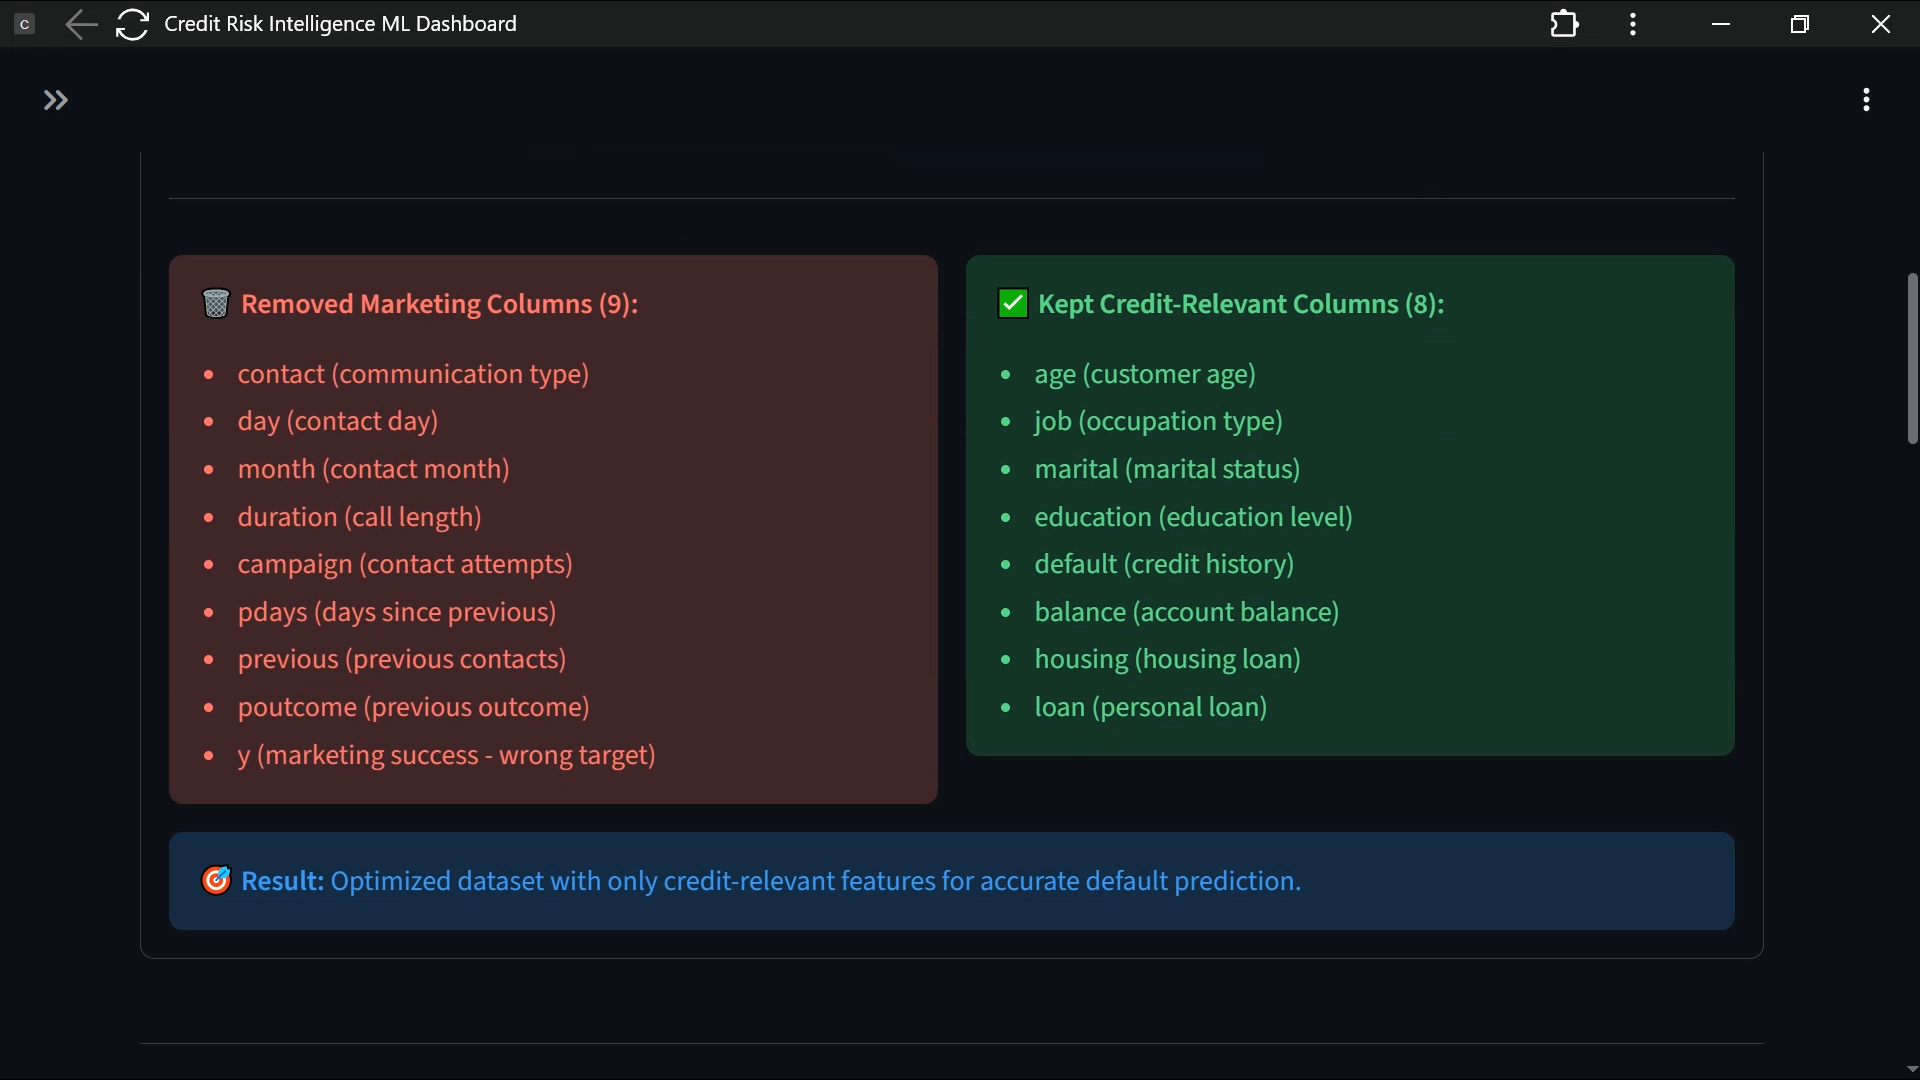 C
Credit Risk Intelligence ML Dashboard
🗑️ Removed Marketing Columns (9):
• contact (communication type)
• day (contact day)
• month (contact month)
• duration (call length)
• campaign (contact attempts)
• pdays (days since previous)
• previous (previous contacts)
• poutcome (previous outcome)
• y (marketing success - wrong target)
✅ Kept Credit-Relevant Columns (8):
• age (customer age)
• job (occupation type)
• marital (marital status)
• education (education level)
• default (credit history)
• balance (account balance)
• housing (housing loan)
• loan (personal loan)
🎯 Result: Optimized dataset with only credit-relevant features for accurate default prediction.